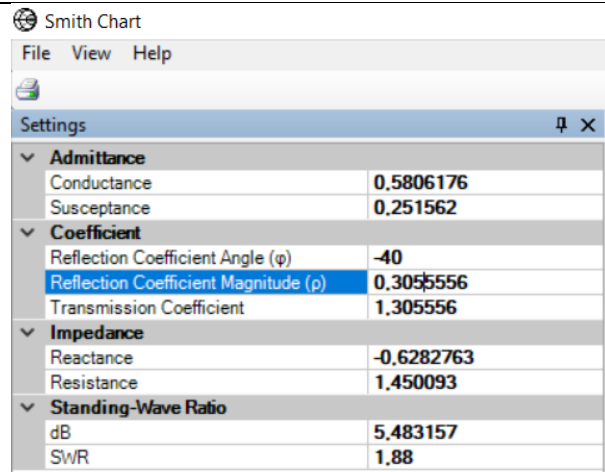 Smith Chart
File View Help
Settings
Admittance
Conductance 0,5806176
Susceptance 0,251562
Coefficient
Reflection Coefficient Angle (φ) -40
Reflection Coefficient Magnitude (ρ) 0,3055556
Transmission Coefficient 1,305556
Impedance
Reactance -0,6282763
Resistance 1,450093
Standing-Wave Ratio
dB 5,483157
SWR 1,88